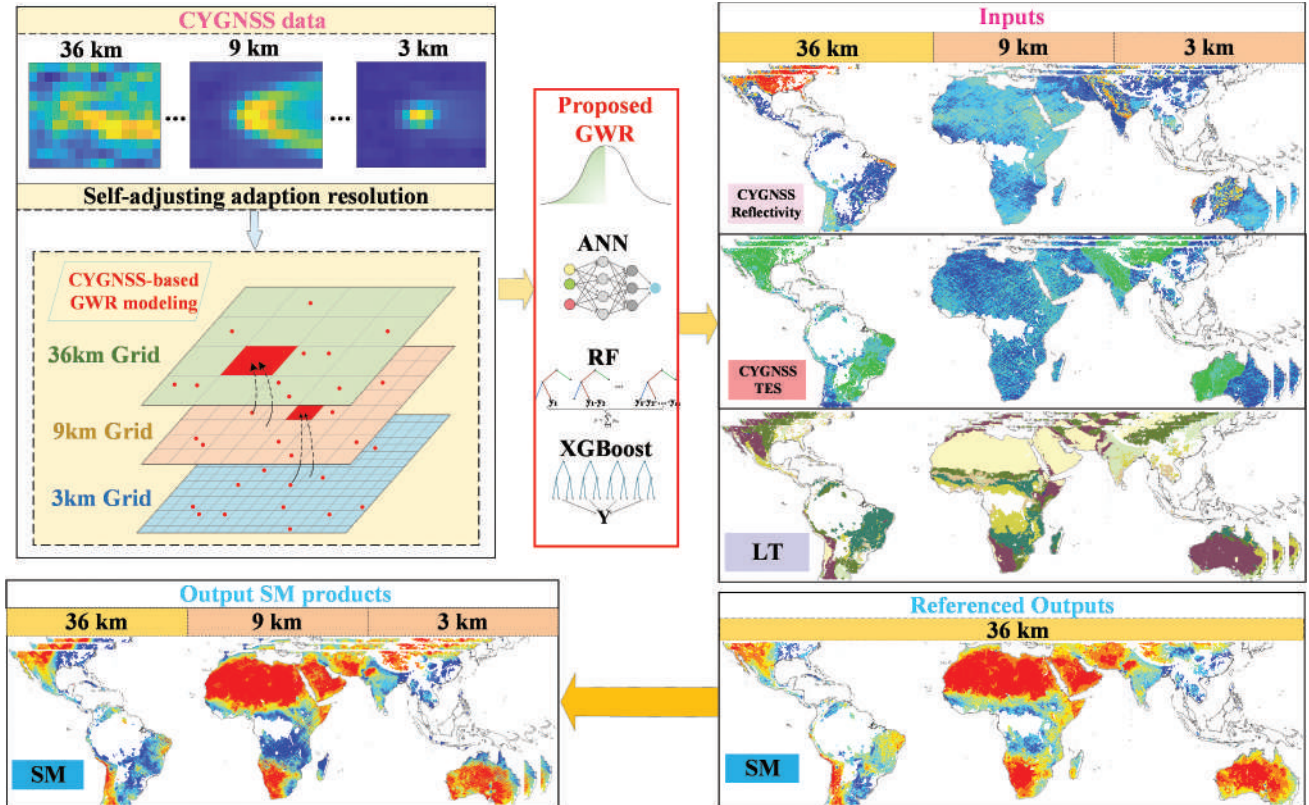 CYGNSS data
36 km
9 km
3 km
... ...
Self-adjusting adaption resolution
CYGNSS-based
GWR modeling
36km Grid
9km Grid
3km Grid
Proposed
GWR
ANN
RF
XGBoost
Y
Inputs
36 km
9 km
3 km
CYGNSS
Reflectivity
CYGNSS
TES
LT
Output SM products
36 km
9 km
3 km
SM
Referenced Outputs
36 km
SM